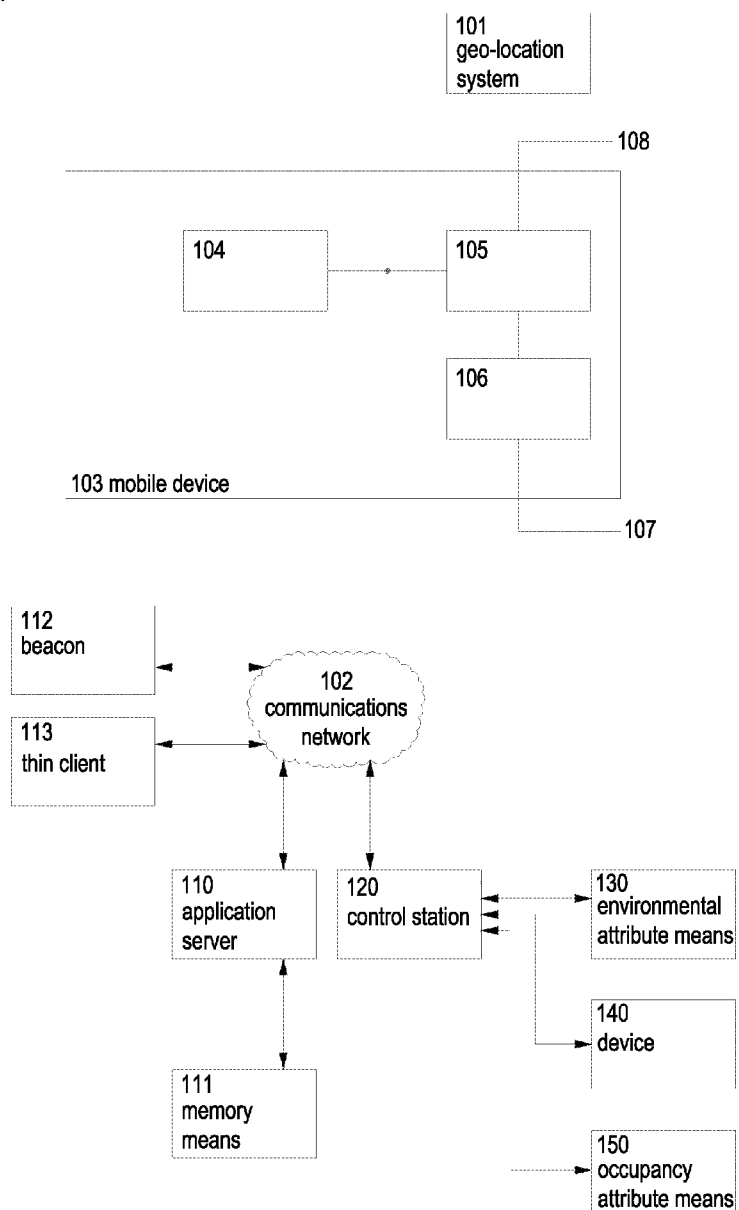 101
geo-location
system
108
104
105
106
103 mobile device
107
112
beacon
102
communications
network
113
thin client
110
application
server
120
control station
130
environmental
attribute means
140
device
111
memory
means
150
occupancy
attribute means